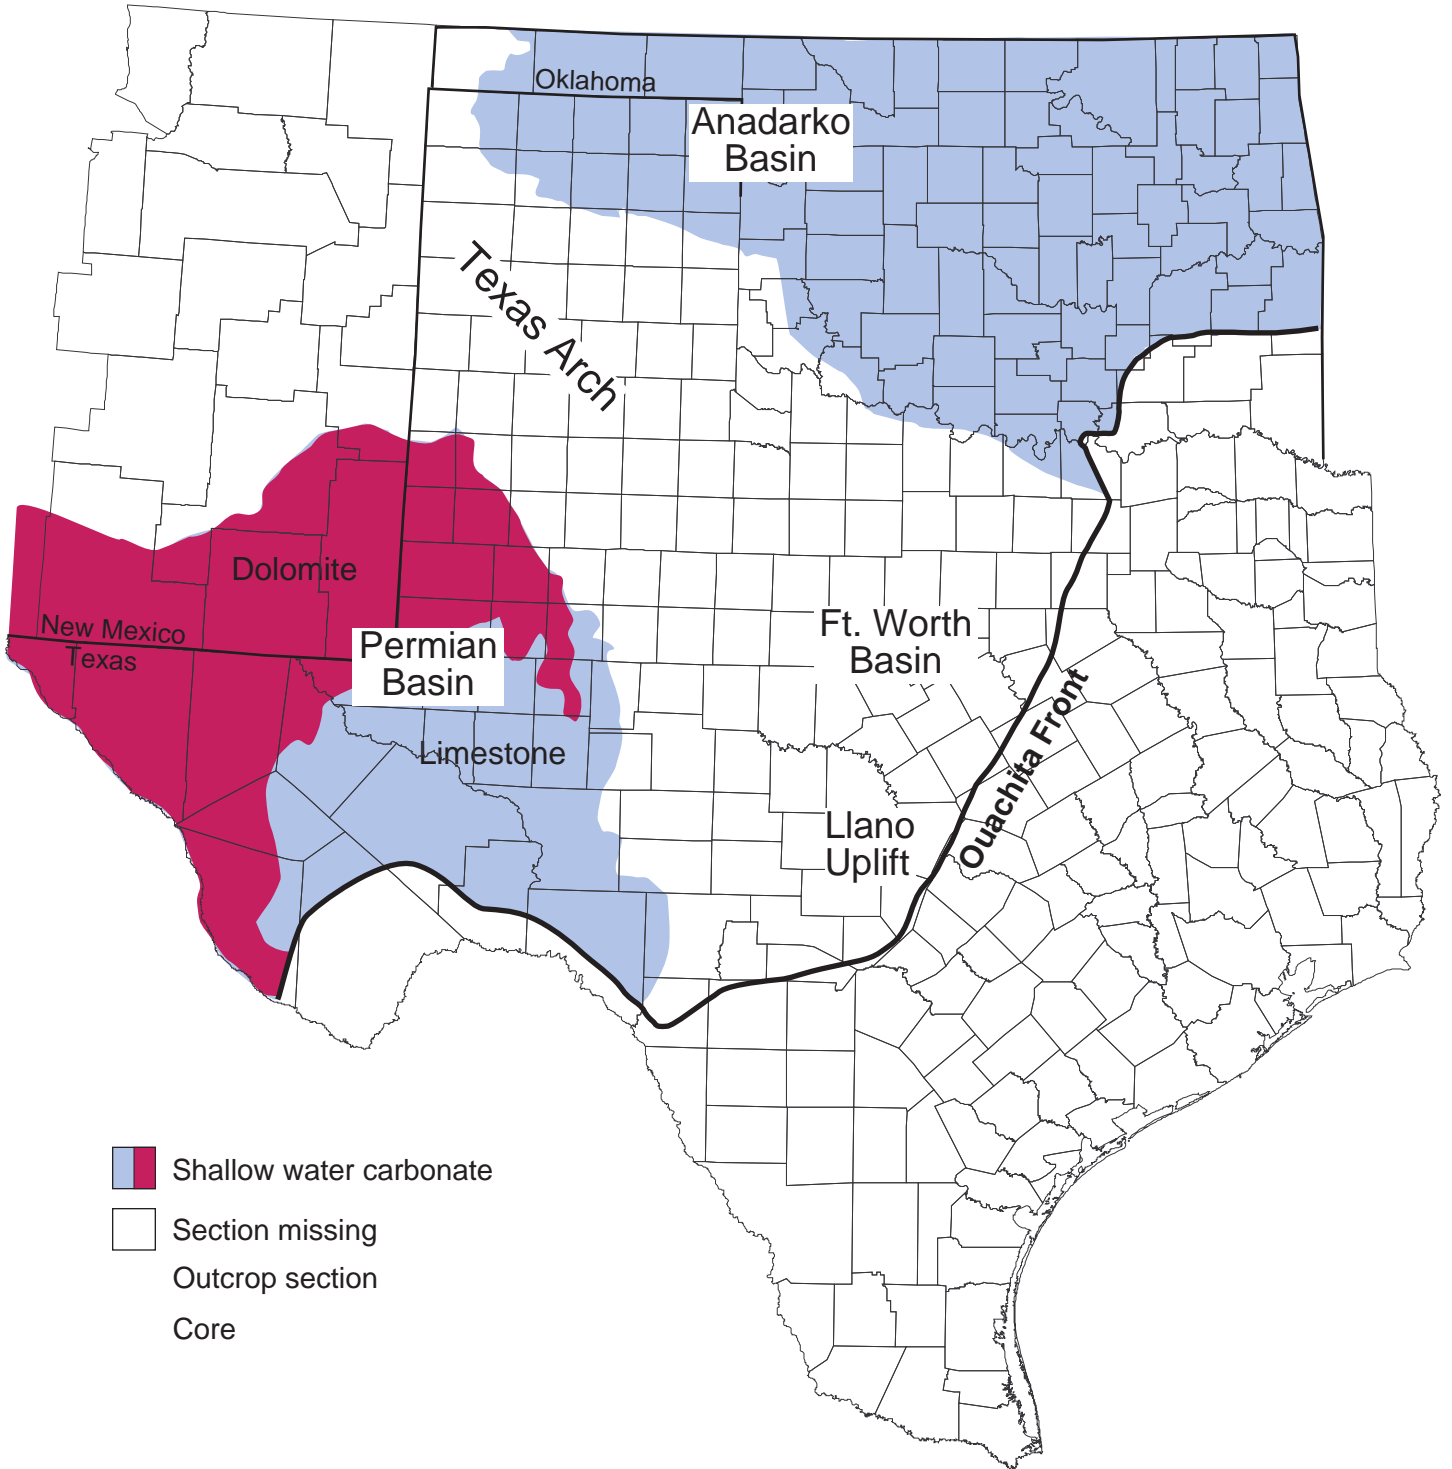 Oklahoma
Anadarko
Basin
Texas Arch
Dolomite
New Mexico
Texas
Permian
Basin
Ft. Worth
Basin
Limestone
Ouachita Front
Llano
Uplift
Shallow water carbonate
Section missing
Outcrop section
Core